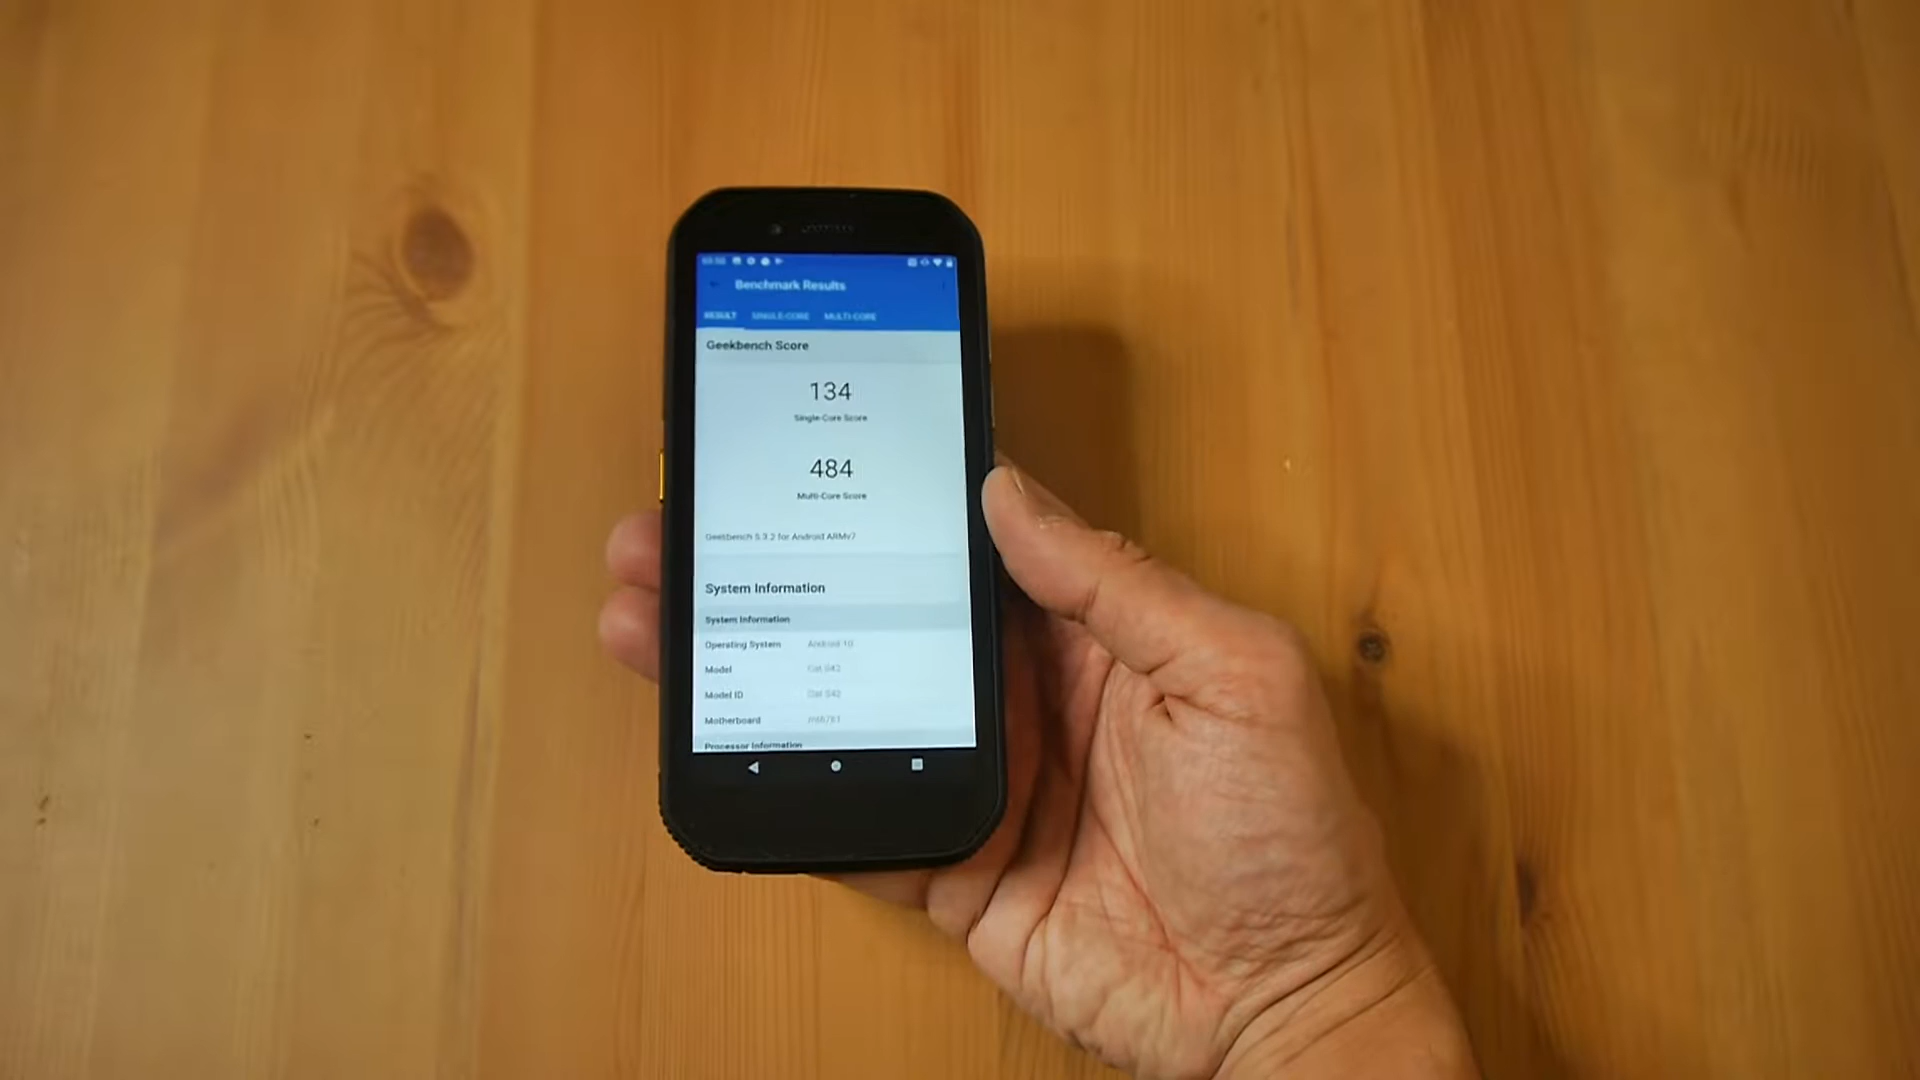 Benchmark Results
RESULT SINGLE-CORE MULTI-CORE
Geekbench Score
134
Single-Core Score
484
Multi-Core Score
Geekbench 5.3.2 for Android ARMv7
System Information
System Information
Operating System Android 10
Model Cat S42
Model ID Cat S42
Motherboard
Processor Information